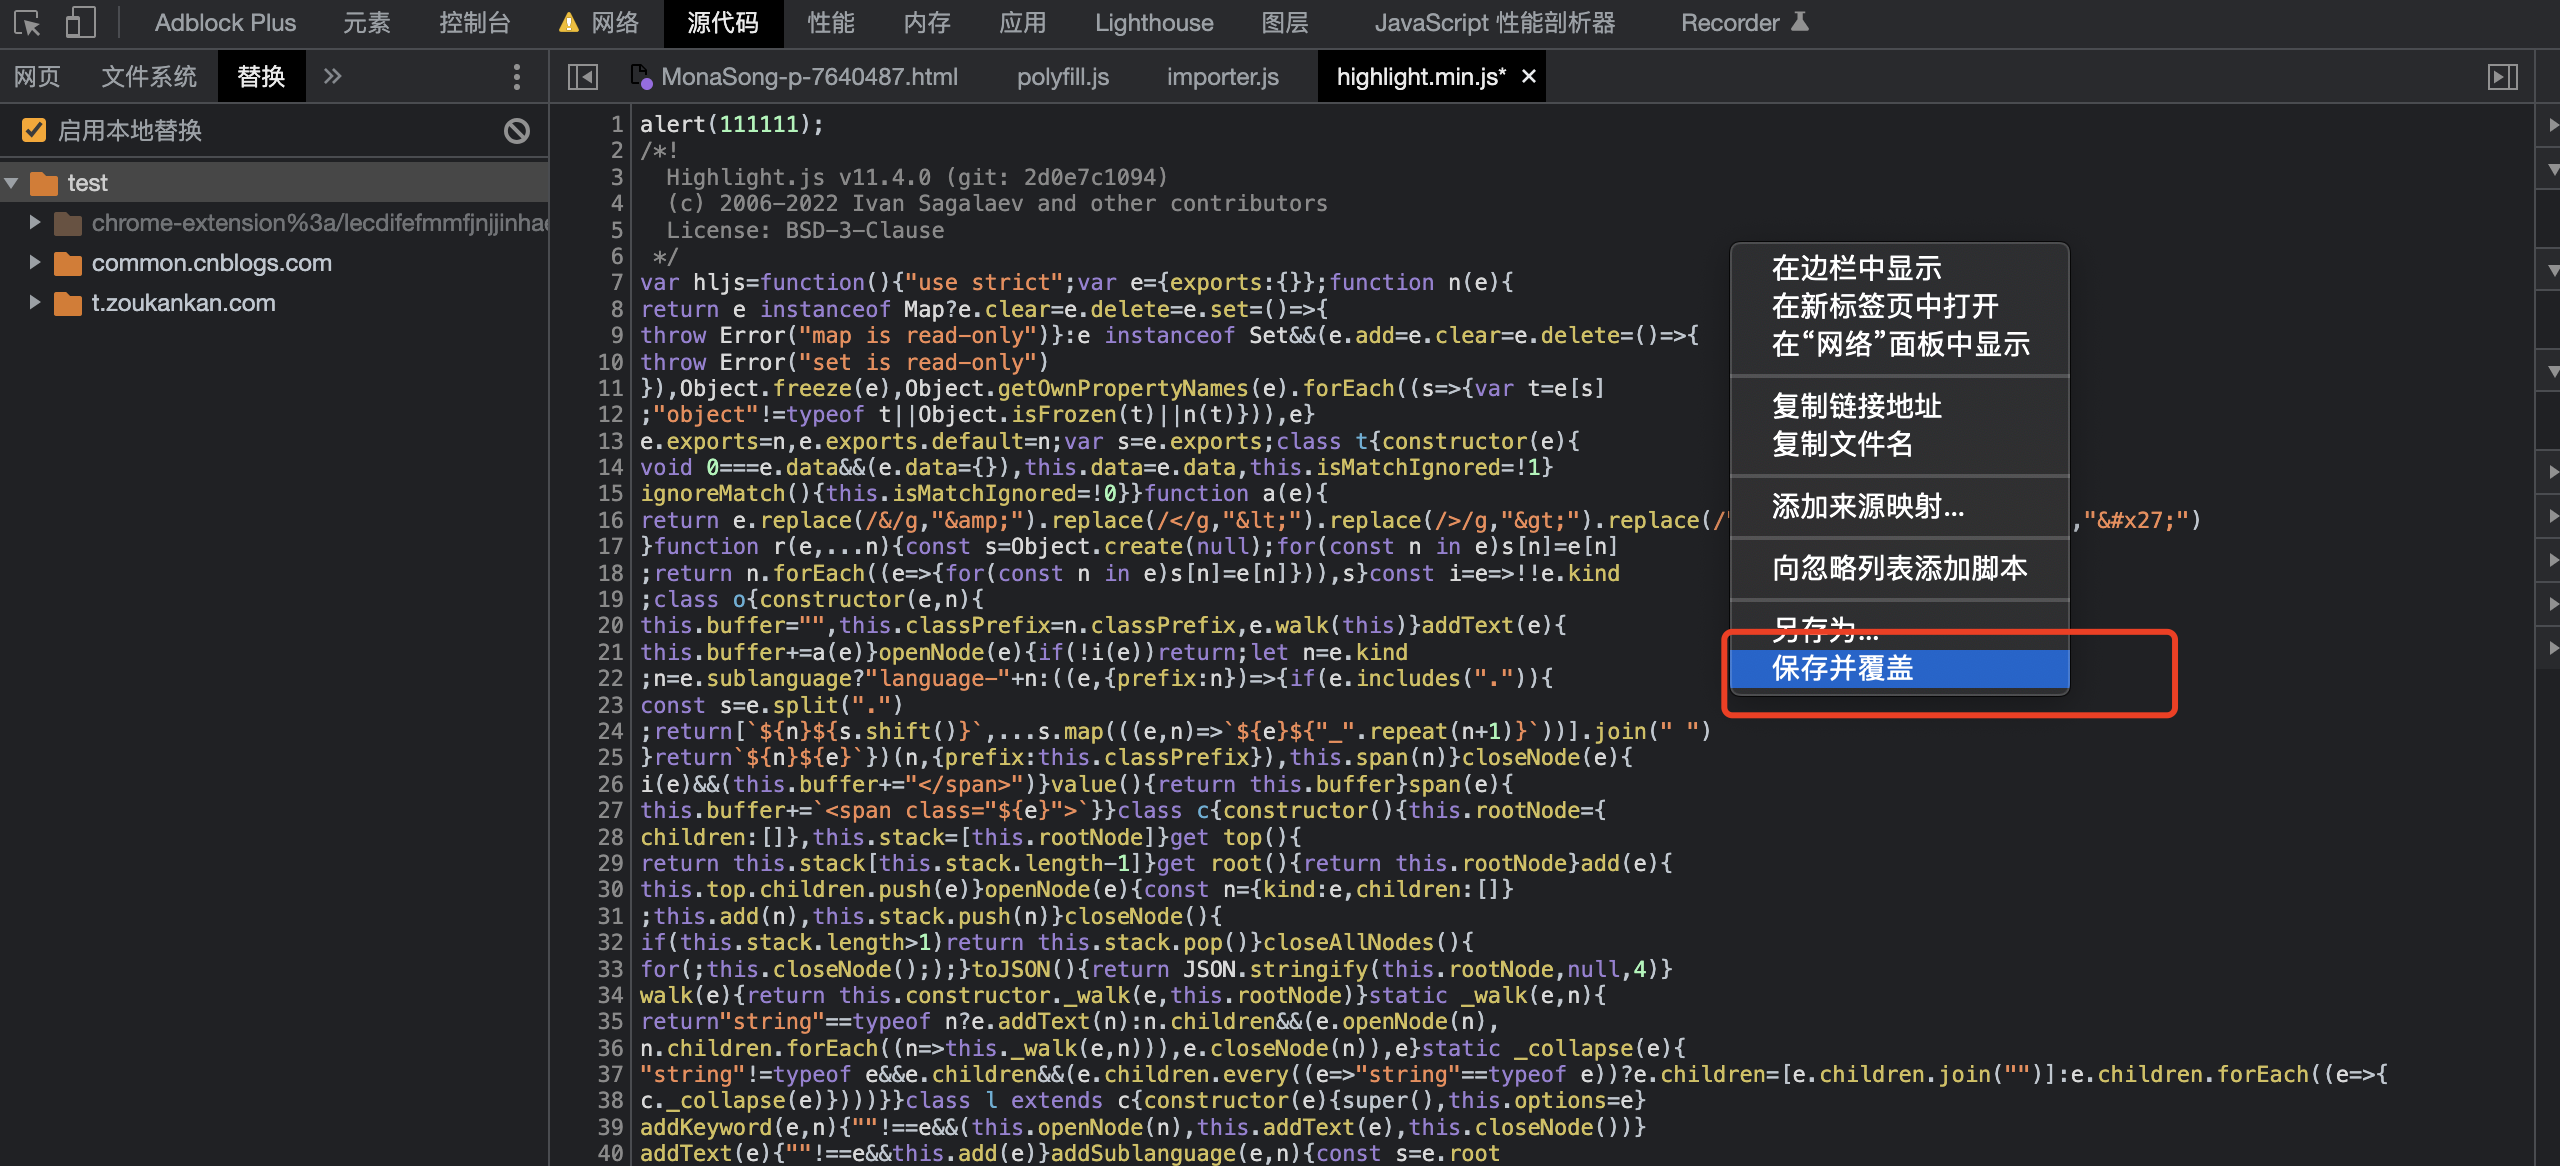 Adblock Plus 元素 控制台 网络 源代码 性能 内存 应用 Lighthouse 图层 JavaScript 性能剖析器 Recorder
网页 文件系统 替换 » MonaSong-p-7640487.html polyfill.js importer.js highlight.min.js* ×
启用本地替换
test
chrome-extension%3a/lecdifefmmfjnjjinhae
common.cnblogs.com
t.zoukankan.com
1 alert(111111);
2 /*!
3   Highlight.js v11.4.0 (git: 2d0e7c1094)
4   (c) 2006-2022 Ivan Sagalaev and other contributors
5   License: BSD-3-Clause
6  */
7 var hljs=function(){"use strict";var e={exports:{}};function n(e){
8 return e instanceof Map?e.clear=e.delete=e.set=()=>{
9 throw Error("map is read-only")}:e instanceof Set&&(e.add=e.clear=e.delete=()=>{
10 throw Error("set is read-only")
11 }),Object.freeze(e),Object.getOwnPropertyNames(e).forEach((s=>{var t=e[s]
12 ;"object"!=typeof t||Object.isFrozen(t)||n(t)})),e}
13 e.exports=n,e.exports.default=n;var s=e.exports;class t{constructor(e){
14 void 0===e.data&&(e.data={}),this.data=e.data,this.isMatchIgnored=!1}
15 ignoreMatch(){this.isMatchIgnored=!0}}function a(e){
16 return e.replace(/&/g,"&amp;").replace(/</g,"&lt;").replace(/>/g,"&gt;").replace(/ ,"&#x27;")
17 }function r(e,...n){const s=Object.create(null);for(const n in e)s[n]=e[n]
18 ;return n.forEach((e=>{for(const n in e)s[n]=e[n]})),s}const i=e=>!!e.kind
19 ;class o{constructor(e,n){
20 this.buffer="",this.classPrefix=n.classPrefix,e.walk(this)}addText(e){
21 this.buffer+=a(e)}openNode(e){if(!i(e))return;let n=e.kind
22 ;n=e.sublanguage?"language-"+n:((e,{prefix:n})=>{if(e.includes(".")){
23 const s=e.split(".")
24 ;return[`${n}${s.shift()}`,...s.map(((e,n)=>`${e}${"_".repeat(n+1)}`))].join(" ")
25 }return`${n}${e}`})(n,{prefix:this.classPrefix}),this.span(n)}closeNode(e){
26 i(e)&&(this.buffer+="</span>")}value(){return this.buffer}span(e){
27 this.buffer+=`<span class="${e}">`}}class c{constructor(){this.rootNode={
28 children:[]},this.stack=[this.rootNode]}get top(){
29 return this.stack[this.stack.length-1]}get root(){return this.rootNode}add(e){
30 this.top.children.push(e)}openNode(e){const n={kind:e,children:[]}
31 ;this.add(n),this.stack.push(n)}closeNode(){
32 if(this.stack.length>1)return this.stack.pop()}closeAllNodes(){
33 for(;this.closeNode(););}toJSON(){return JSON.stringify(this.rootNode,null,4)}
34 walk(e){return this.constructor._walk(e,this.rootNode)}static _walk(e,n){
35 return"string"==typeof n?e.addText(n):n.children&&(e.openNode(n),
36 n.children.forEach((n=>this._walk(e,n))),e.closeNode(n)),e}static _collapse(e){
37 "string"!=typeof e&&e.children&&(e.children.every((e=>"string"==typeof e))?e.children=[e.children.join("")]:e.children.forEach((e=>{
38 c._collapse(e)})))}}class l extends c{constructor(e){super(),this.options=e}
39 addKeyword(e,n){""!==e&&(this.openNode(n),this.addText(e),this.closeNode())}
40 addText(e){""!==e&&this.add(e)}addSublanguage(e,n){const s=e.root
在边栏中显示
在新标签页中打开
在“网络”面板中显示
复制链接地址
复制文件名
添加来源映射...
向忽略列表添加脚本
另存为...
保存并覆盖